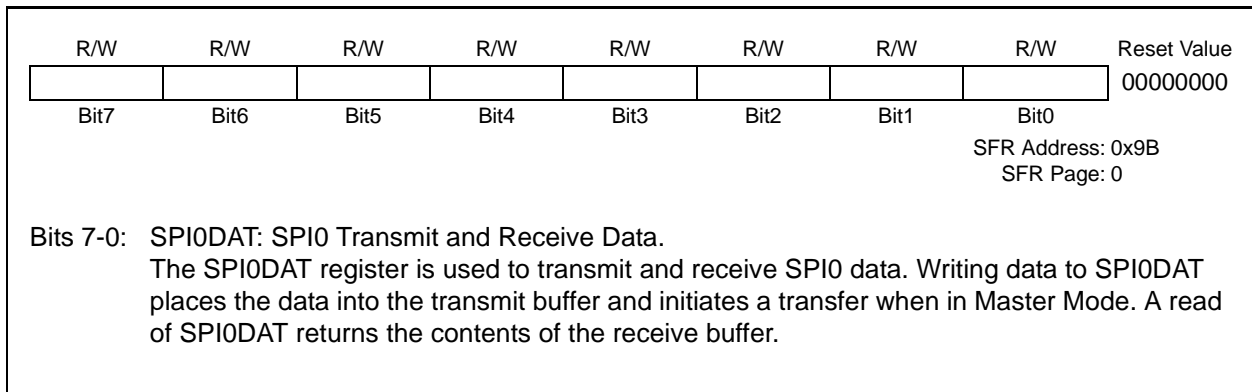 R/W R/W R/W R/W R/W R/W R/W R/W Reset Value
00000000
Bit7 Bit6 Bit5 Bit4 Bit3 Bit2 Bit1 Bit0
SFR Address: 0x9B
SFR Page: 0
Bits 7-0: SPI0DAT: SPI0 Transmit and Receive Data.
The SPI0DAT register is used to transmit and receive SPI0 data. Writing data to SPI0DAT
places the data into the transmit buffer and initiates a transfer when in Master Mode. A read
of SPI0DAT returns the contents of the receive buffer.